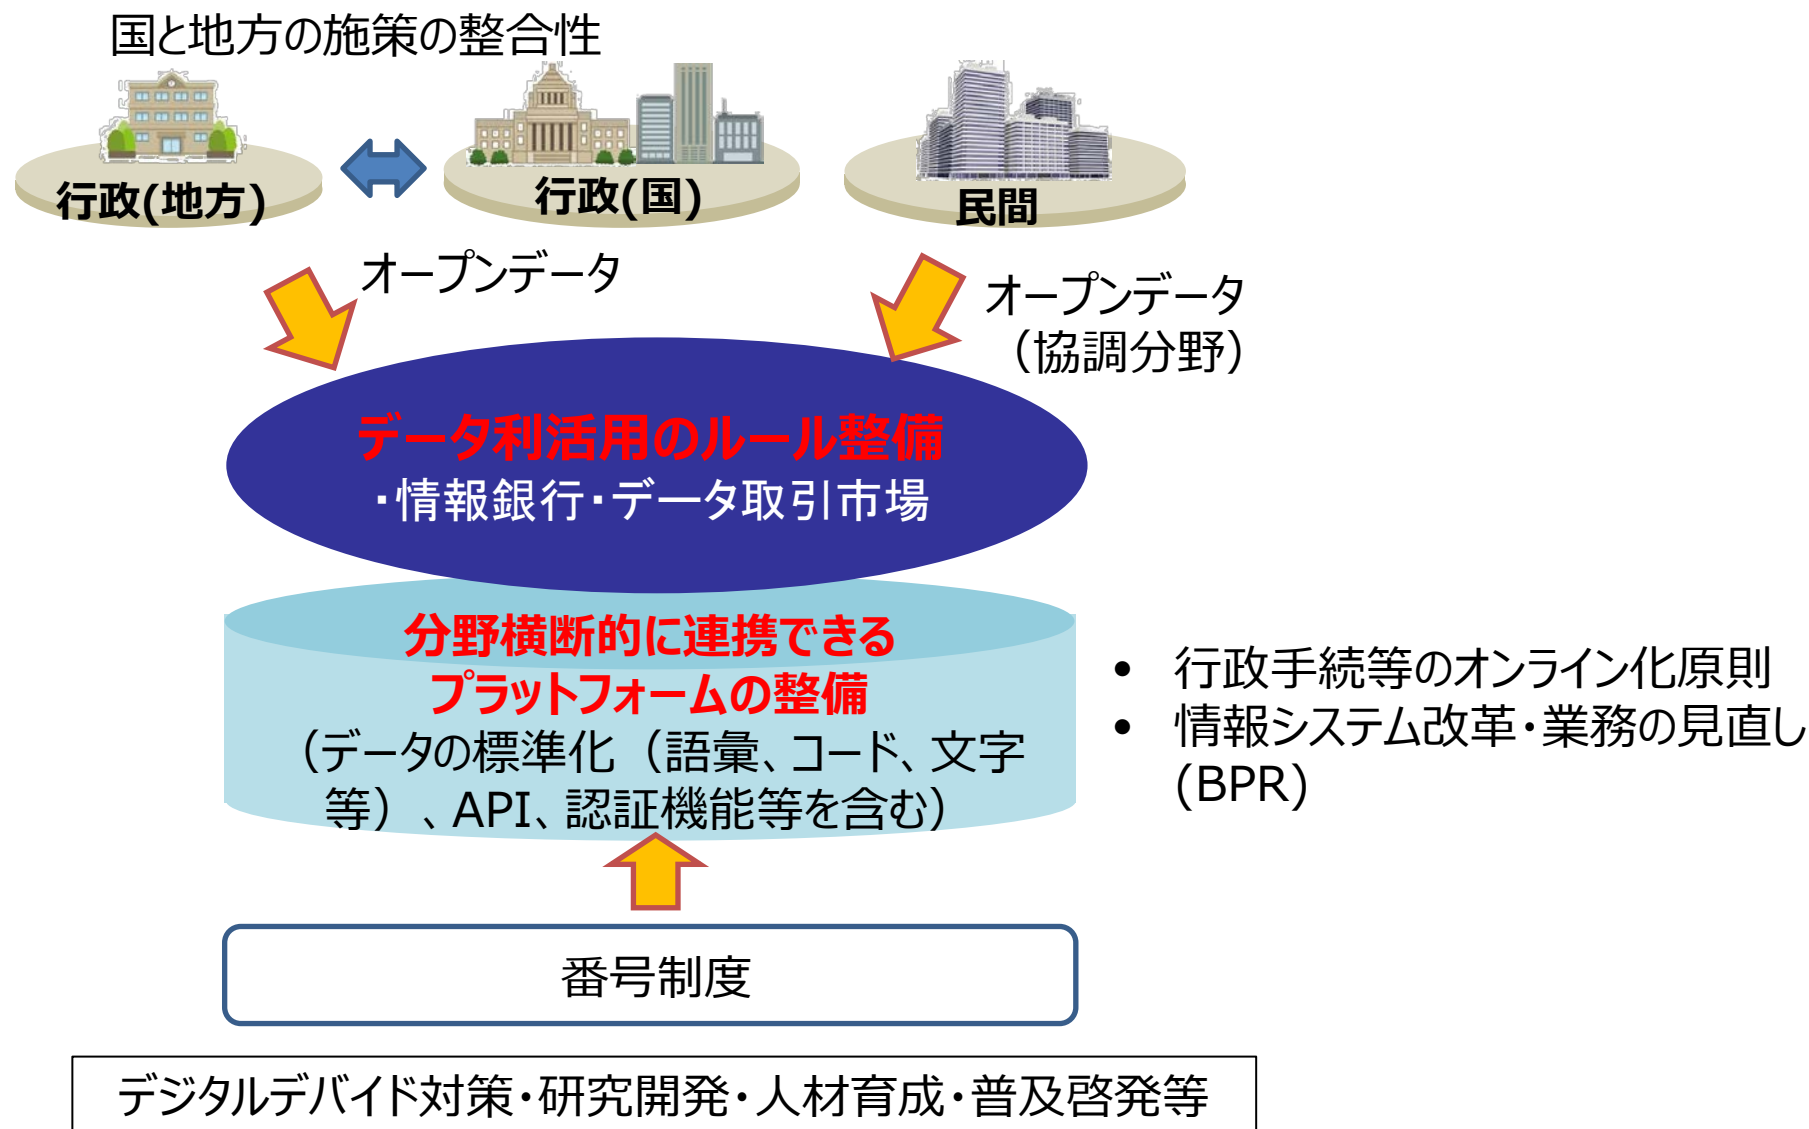 国と地方の施策の整合性
行政(地方)
行政(国)
民間
オープンデータ
オープンデータ
（協調分野）
データ利活用のルール整備
・情報銀行・データ取引市場
分野横断的に連携できる
プラットフォームの整備
（データの標準化（語彙、コード、文字
等）、API、認証機能等を含む）
• 行政手続等のオンライン化原則
• 情報システム改革・業務の見直し
(BPR)
番号制度
デジタルデバイド対策・研究開発・人材育成・普及啓発等